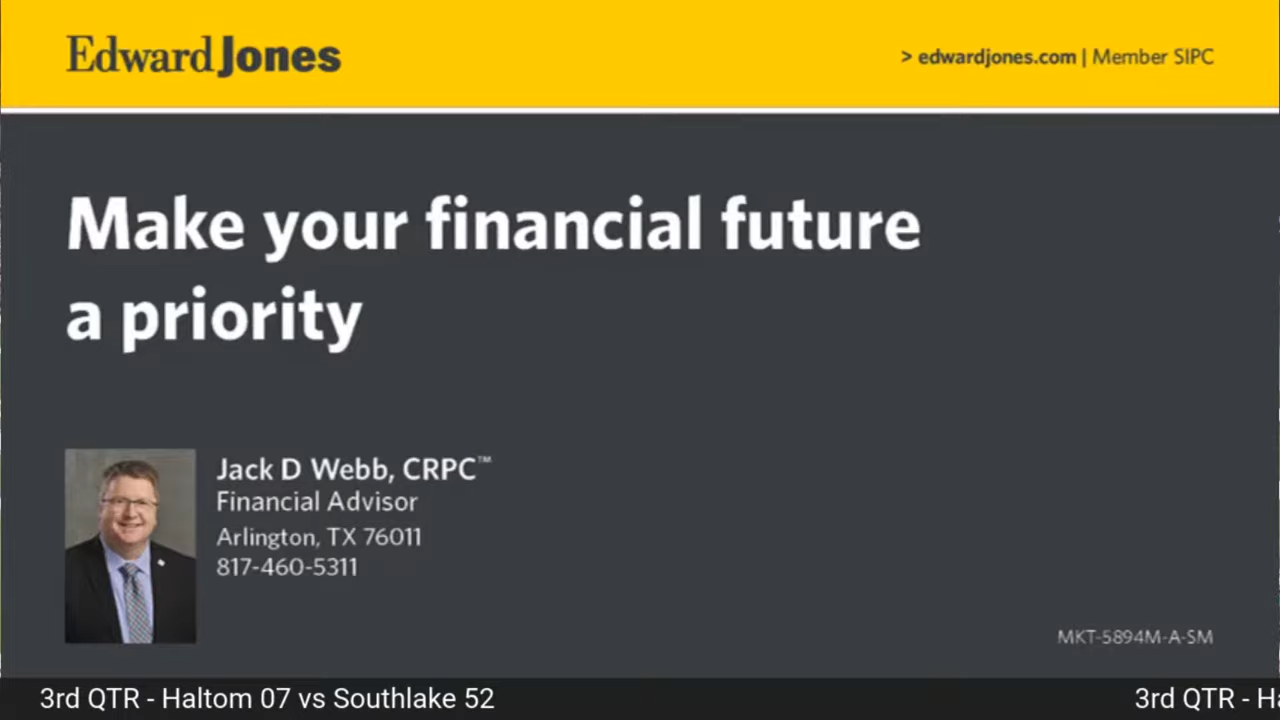 Edward Jones
> edwardjones.com | Member SIPC
Make your financial future
a priority
Jack D Webb, CRPC™
Financial Advisor
Arlington, TX 76011
817-460-5311
MKT-5894M-A-SM
3rd QTR - Haltom 07 vs Southlake 52
3rd QTR - Ha